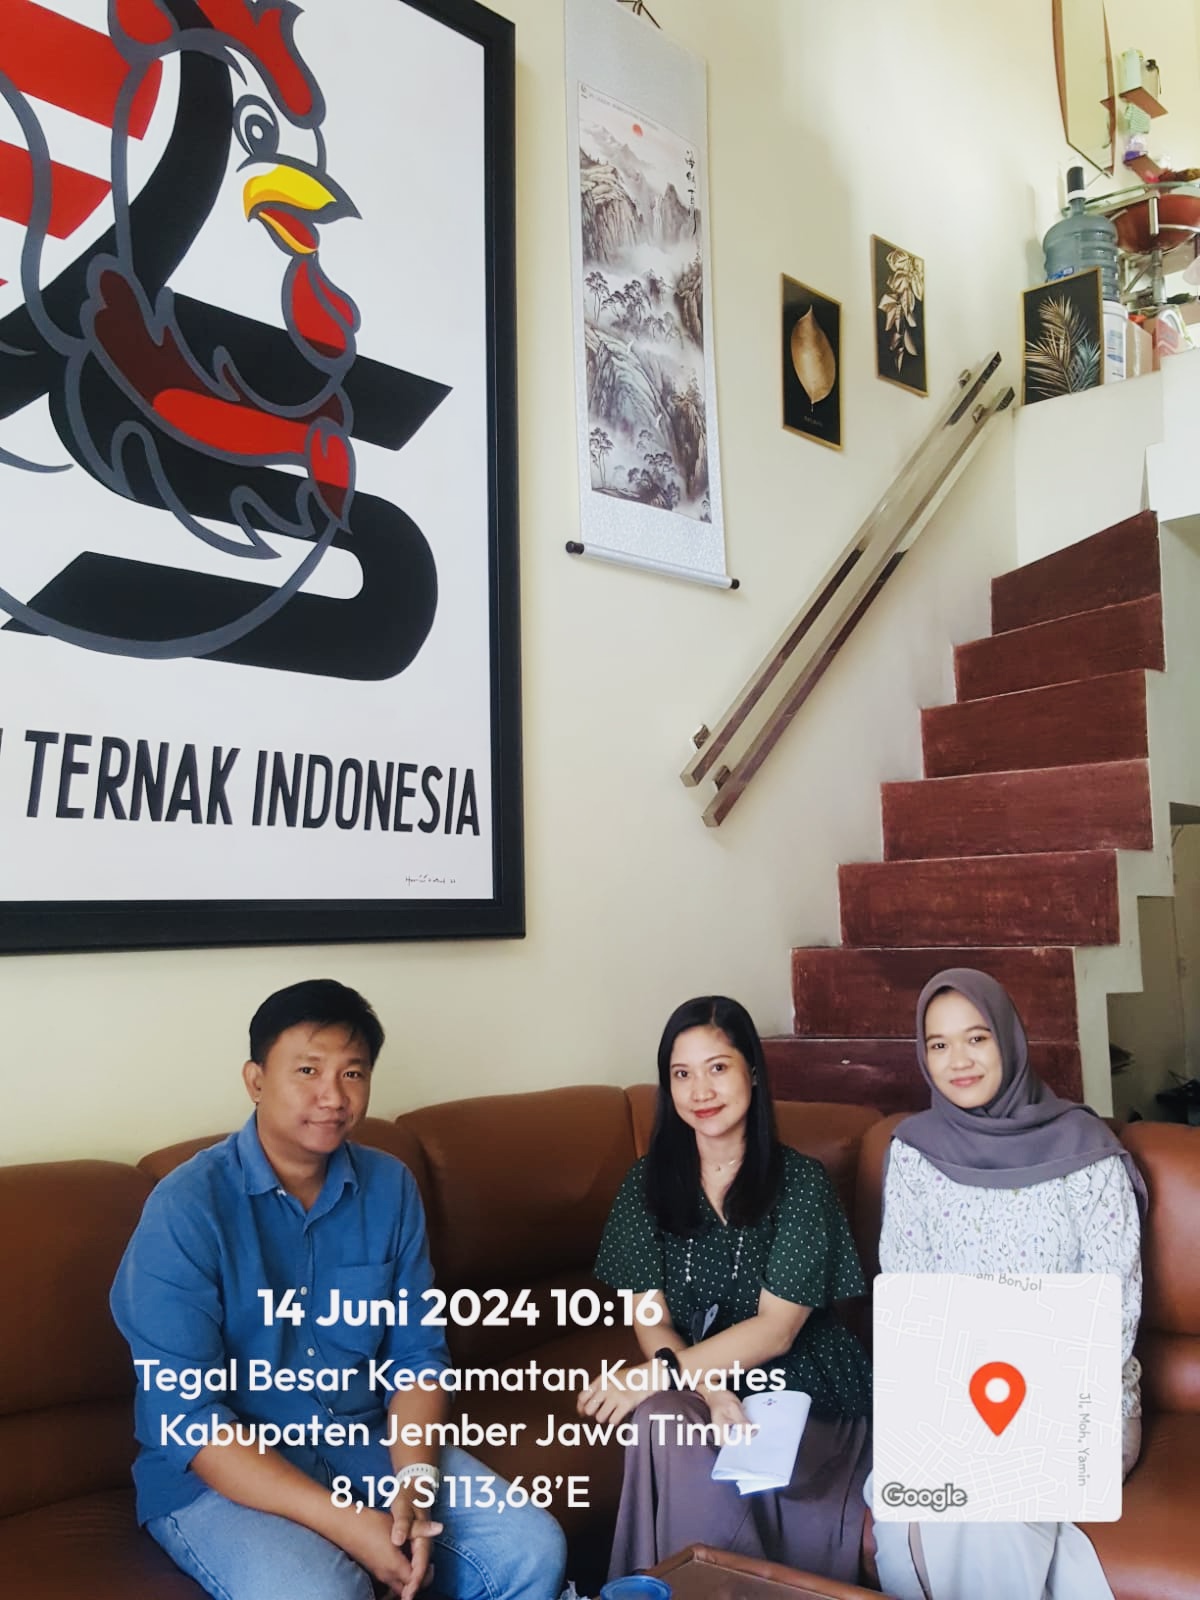 TERNAK INDONESIA
14 Juni 2024 10:16
Tegal Besar Kecamatan Kaliwates
Kabupaten Jember Jawa Timur
8,19'S 113,68'E
Bonjol
Jl. Moh. Yamin
Google